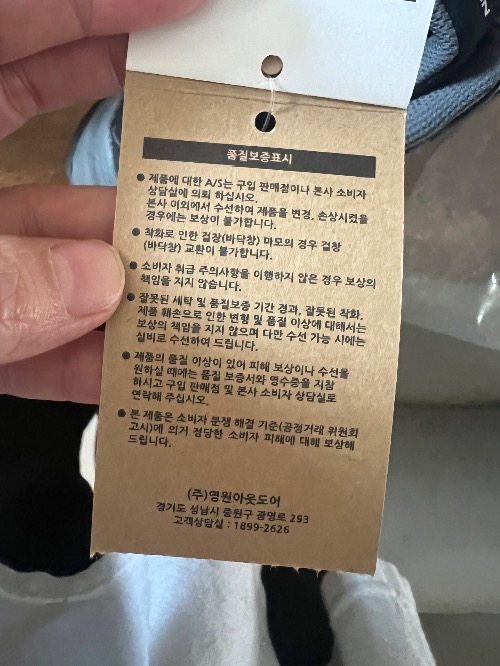 품질보증표시
● 제품에 대한 A/S는 구입 판매점이나 본사 소비자
상담실에 의뢰 하십시오.
본사 이외에서 수선하여 제품을 변경, 손상시켰을
경우에는 보상이 불가합니다.
● 착화로 인한 겉창(바닥창) 마모의 경우 겉창
(바닥창) 교환이 불가합니다.
● 소비자 취급 주의사항을 이행하지 않은 경우 보상의
책임을 지지 않습니다.
● 잘못된 세탁 및 품질보증 기간 경과, 잘못된 착화,
제품 훼손으로 인한 변형 및 품질 이상에 대해서는
보상의 책임을 지지 않으며 다만 수선 가능 시에는
실비로 수선하여 드립니다.
● 제품의 품질 이상이 있어 피해 보상이나 수선을
원하실 때에는 품질 보증서와 영수증을 지참
하시고 구입 판매점 및 본사 소비자 상담실로
연락해 주십시오.
● 본 제품은 소비자 분쟁 해결 기준(공정거래 위원회
고시)에 의거 정당한 소비자 피해에 대해 보상해
드립니다.
(주)영원아웃도어
경기도 성남시 중원구 광명로 293
고객상담실 : 1899-2626